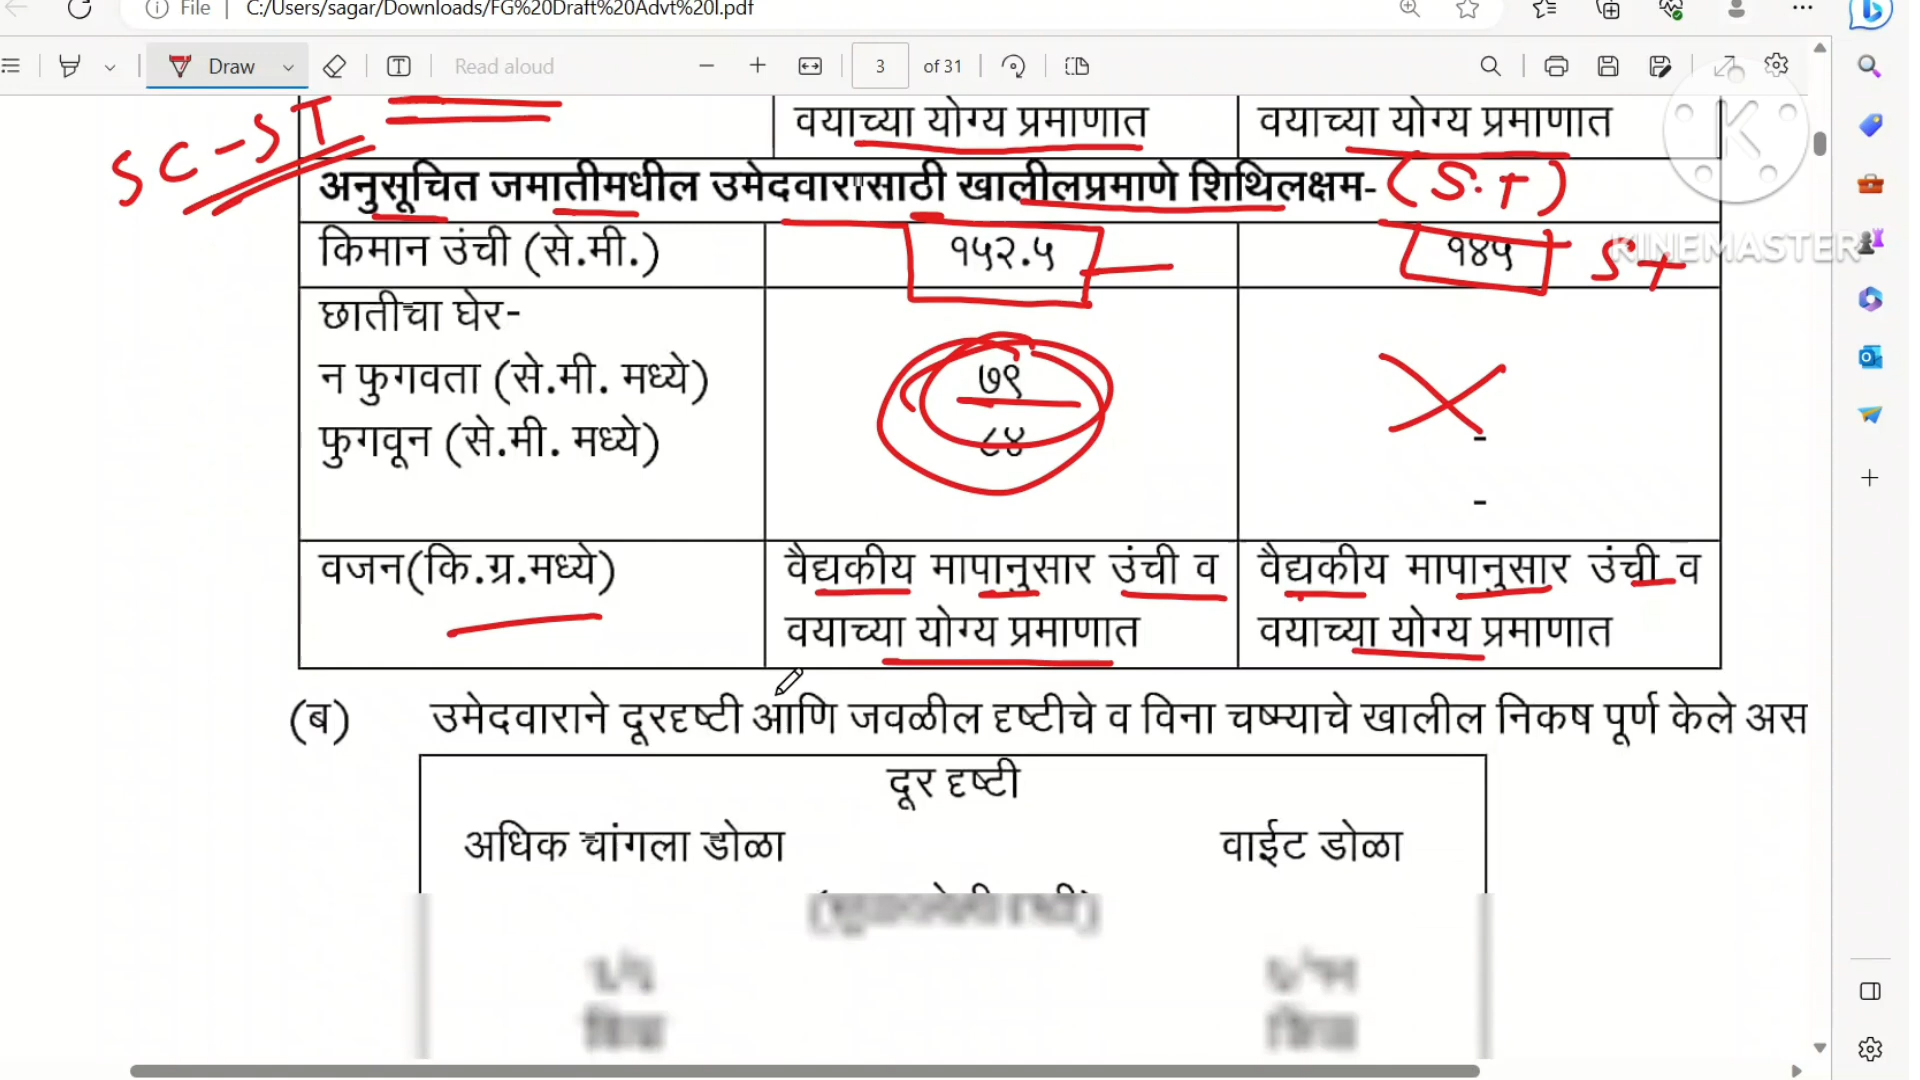 File
C:/Users/sagar/Downloads/FG%20Draft%20Advt%20I.pdf
Draw
T
Read aloud
3 of 31
SC-ST
वयाच्या योग्य प्रमाणात
वयाच्या योग्य प्रमाणात
K
अनुसूचित जमातीमधील उमेदवारासाठी खालीलप्रमाणे शिथिलक्षम- (S.T)
किमान उंची (से.मी.)
१५२.५
१४५
ST
KINEMASTER
छातीचा घेर-
न फुगवता (से.मी. मध्ये)
७९
फुगवून (से.मी. मध्ये)
८४
-
-
वजन(कि.ग्र.मध्ये)
वैद्यकीय मापानुसार उंची व
वयाच्या योग्य प्रमाणात
वैद्यकीय मापानुसार उंची व
वयाच्या योग्य प्रमाणात
(ब) उमेदवाराने दूरदृष्टी आणि जवळील दृष्टीचे व विना चष्म्याचे खालील निकष पूर्ण केले अस
दूर दृष्टी
अधिक चांगला डोळा
वाईट डोळा